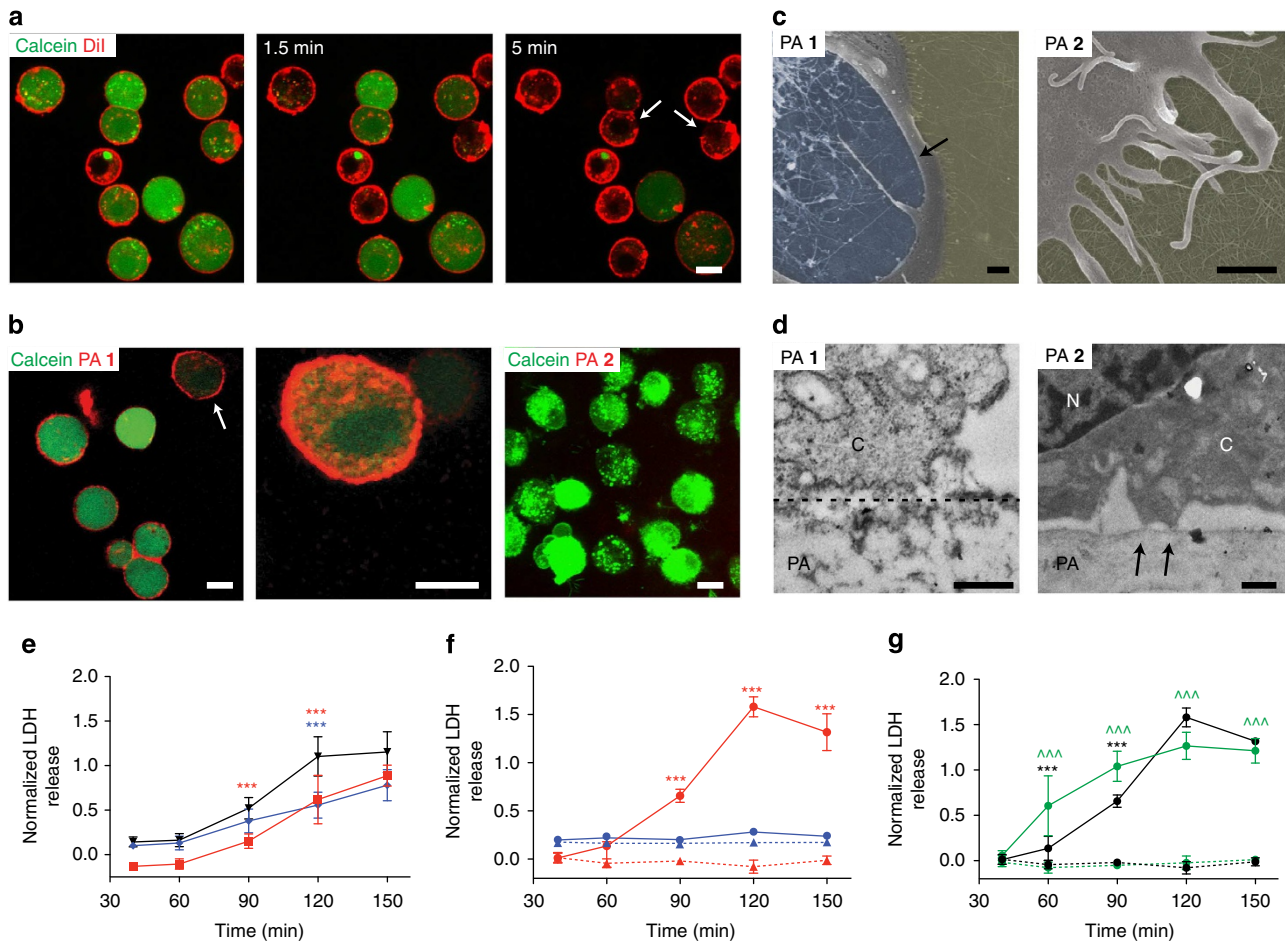 a
Calcein DiI
1.5 min
5 min
b
Calcein PA 1
Calcein PA 2
c
PA 1
PA 2
d
PA 1
C
PA
PA 2
N
C
PA
e
2.0
1.5
1.0
0.5
0.0
Normalized LDH
release
***
***
***
30 60 90 120 150
Time (min)
f
2.0
1.5
1.0
0.5
0.0
Normalized LDH
release
***
***
***
30 60 90 120 150
Time (min)
g
2.0
1.5
1.0
0.5
0.0
Normalized LDH
release
^^^
***
^^^
***
^^^
^^^
30 60 90 120 150
Time (min)